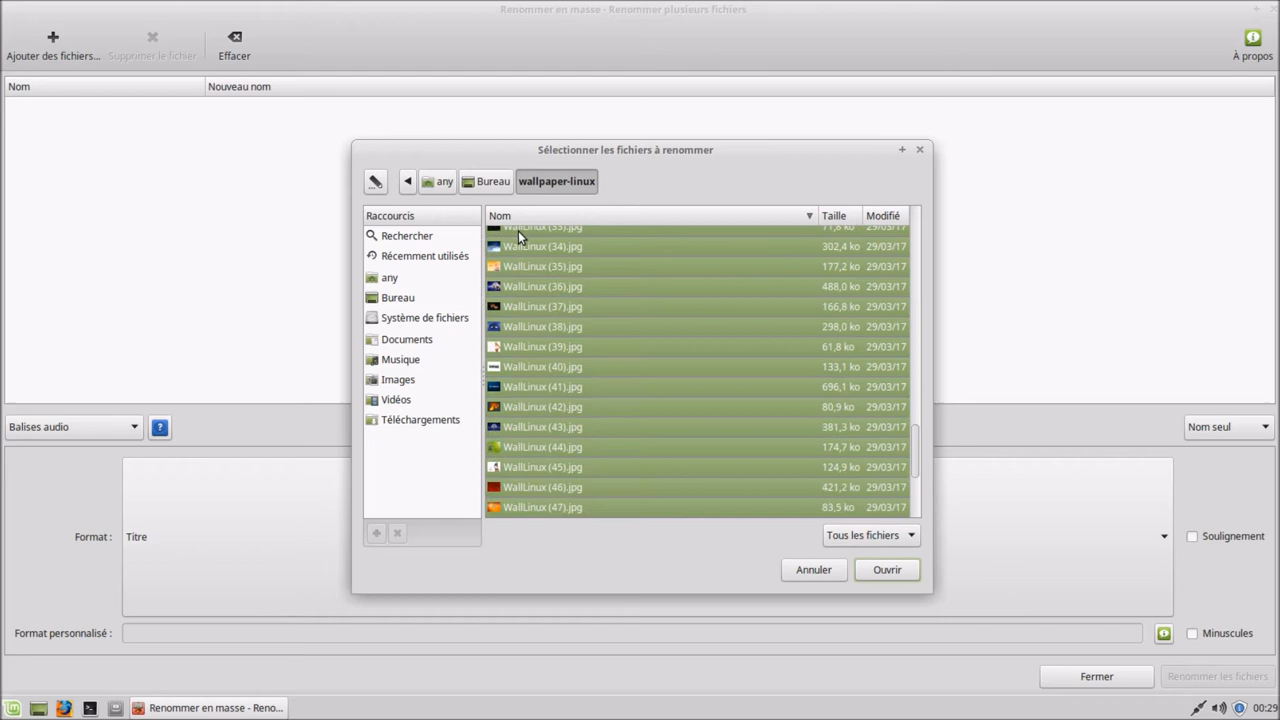 Renommer en masse - Renommer plusieurs fichiers
Ajouter des fichiers...
Supprimer le fichier
Effacer
À propos
Nom
Nouveau nom
Sélectionner les fichiers à renommer
any
Bureau
wallpaper-linux
Raccourcis
Nom
Taille
Modifié
Rechercher
Récemment utilisés
any
Bureau
Système de fichiers
Documents
Musique
Images
Vidéos
Téléchargements
WallLinux (33).jpg 71,8 ko 29/03/17
WallLinux (34).jpg 302,4 ko 29/03/17
WallLinux (35).jpg 177,2 ko 29/03/17
WallLinux (36).jpg 488,0 ko 29/03/17
WallLinux (37).jpg 166,8 ko 29/03/17
WallLinux (38).jpg 298,0 ko 29/03/17
WallLinux (39).jpg 61,8 ko 29/03/17
WallLinux (40).jpg 133,1 ko 29/03/17
WallLinux (41).jpg 696,1 ko 29/03/17
WallLinux (42).jpg 80,9 ko 29/03/17
WallLinux (43).jpg 381,3 ko 29/03/17
WallLinux (44).jpg 174,7 ko 29/03/17
WallLinux (45).jpg 124,9 ko 29/03/17
WallLinux (46).jpg 421,2 ko 29/03/17
WallLinux (47).jpg 83,5 ko 29/03/17
Tous les fichiers
Annuler
Ouvrir
Balises audio
Nom seul
Format :
Titre
Soulignement
Format personnalisé :
Minuscules
Fermer
Renommer les fichiers
Renommer en masse - Reno...
00:29